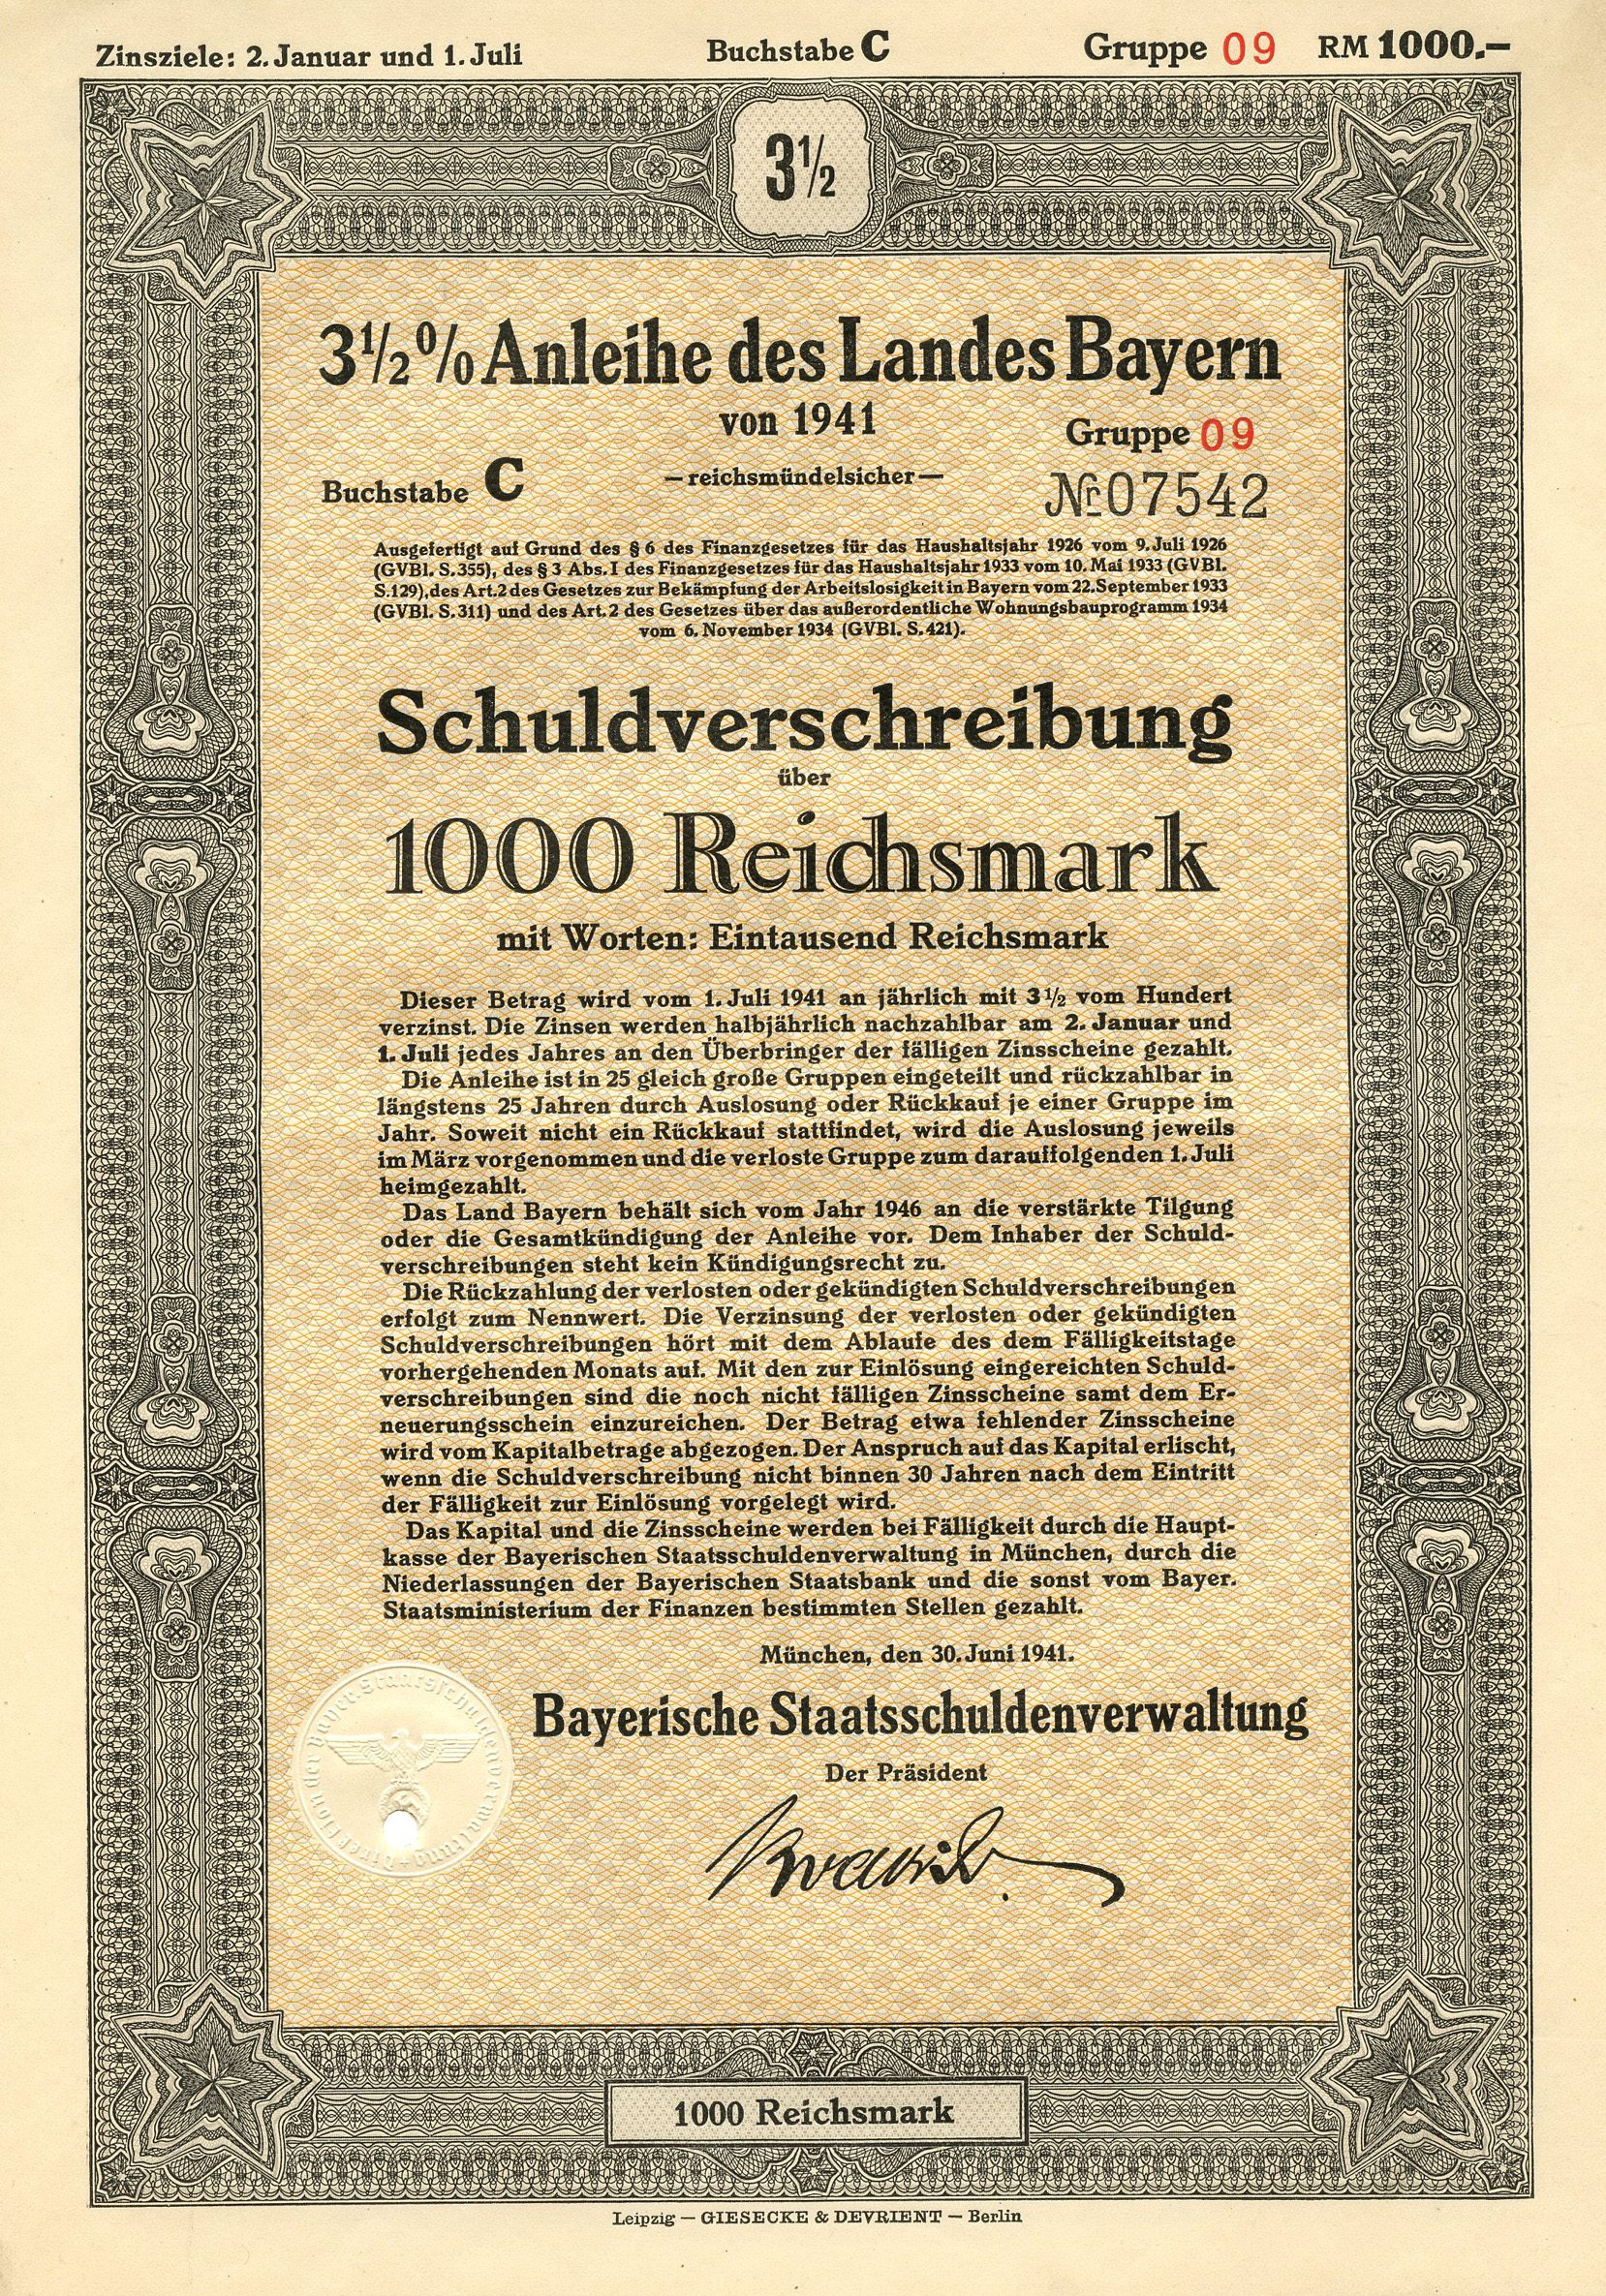 Zinsziele: 2. Januar und 1. Juli Buchstabe C Gruppe 09 RM 1000.—
3½
3½% Anleihe des Landes Bayern
von 1941
Gruppe 09
Buchstabe C —reichsmündelsicher— № 07542
Ausgefertigt auf Grund des § 6 des Finanzgesetzes für das Haushaltsjahr 1926 vom 9. Juli 1926
(GVBl. S. 355), des § 3 Abs. I des Finanzgesetzes für das Haushaltsjahr 1933 vom 10. Mai 1933 (GVBl.
S. 129), des Art. 2 des Gesetzes zur Bekämpfung der Arbeitslosigkeit in Bayern vom 22. September 1933
(GVBl. S. 311) und des Art. 2 des Gesetzes über das außerordentliche Wohnungsbauprogramm 1934
vom 6. November 1934 (GVBl. S. 421).
Schuldverschreibung
über
1000 Reichsmark
mit Worten: Eintausend Reichsmark
Dieser Betrag wird vom 1. Juli 1941 an jährlich mit 3½ vom Hundert
verzinst. Die Zinsen werden halbjährlich nachzahlbar am 2. Januar und
1. Juli jedes Jahres an den Überbringer der fälligen Zinsscheine gezahlt.
Die Anleihe ist in 25 gleich große Gruppen eingeteilt und rückzahlbar in
längstens 25 Jahren durch Auslosung oder Rückkauf je einer Gruppe im
Jahr. Soweit nicht ein Rückkauf stattfindet, wird die Auslosung jeweils
im März vorgenommen und die verloste Gruppe zum darauffolgenden 1. Juli
heimgezahlt.
Das Land Bayern behält sich vom Jahr 1946 an die verstärkte Tilgung
oder die Gesamtkündigung der Anleihe vor. Dem Inhaber der Schuld-
verschreibungen steht kein Kündigungsrecht zu.
Die Rückzahlung der verlosten oder gekündigten Schuldverschreibungen
erfolgt zum Nennwert. Die Verzinsung der verlosten oder gekündigten
Schuldverschreibungen hört mit dem Ablaufe des dem Fälligkeitstage
vorhergehenden Monats auf. Mit den zur Einlösung eingereichten Schuld-
verschreibungen sind die noch nicht fälligen Zinsscheine samt dem Er-
neuerungsschein einzureichen. Der Betrag etwa fehlender Zinsscheine
wird vom Kapitalbetrage abgezogen. Der Anspruch auf das Kapital erlischt,
wenn die Schuldverschreibung nicht binnen 30 Jahren nach dem Eintritt
der Fälligkeit zur Einlösung vorgelegt wird.
Das Kapital und die Zinsscheine werden bei Fälligkeit durch die Haupt-
kasse der Bayerischen Staatsschuldenverwaltung in München, durch die
Niederlassungen der Bayerischen Staatsbank und die sonst vom Bayer.
Staatsministerium der Finanzen bestimmten Stellen gezahlt.
München, den 30. Juni 1941.
Bayerische Staatsschuldenverwaltung
Der Präsident
Direktion der Bayer. Staatsschuldenverwaltung
1000 Reichsmark
Leipzig — GIESECKE & DEVRIENT — Berlin